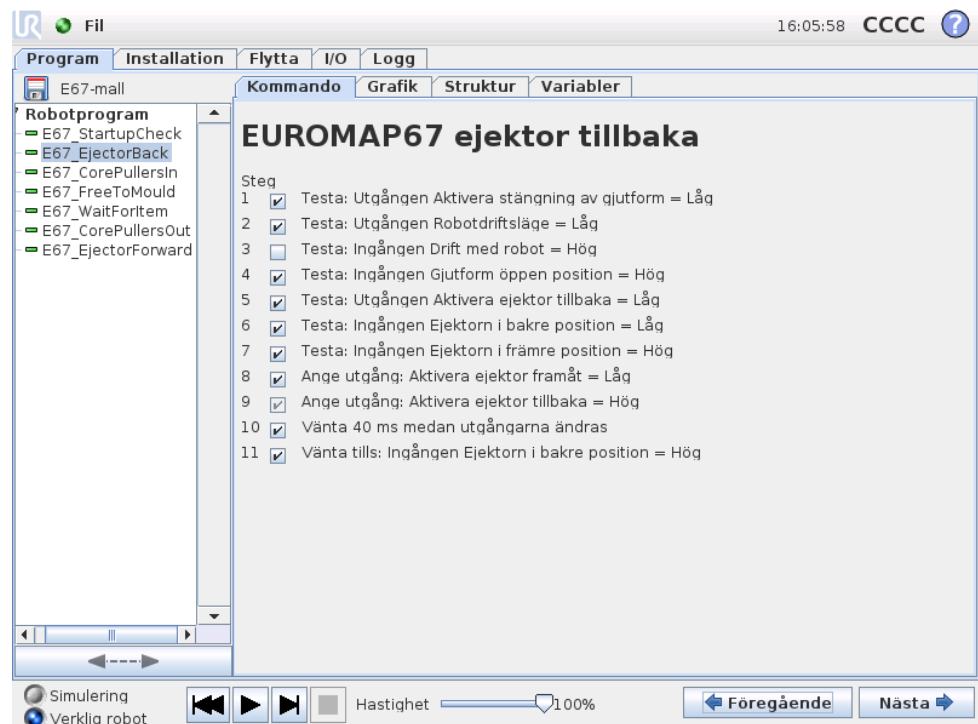 UR Fil 16:05:58 CCCC ?
Program Installation Flytta I/O Logg
E67-mall
Kommando Grafik Struktur Variabler
Robotprogram
E67_StartupCheck
E67_EjectorBack
E67_CorePullersIn
E67_FreeToMould
E67_WaitForItem
E67_CorePullersOut
E67_EjectorForward
EUROMAP67 ejektor tillbaka
Steg
1 Testa: Utgången Aktivera stängning av gjutform = Låg
2 Testa: Utgången Robotdriftsläge = Låg
3 Testa: Ingången Drift med robot = Hög
4 Testa: Ingången Gjutform öppen position = Hög
5 Testa: Utgången Aktivera ejektor tillbaka = Låg
6 Testa: Ingången Ejektorn i bakre position = Låg
7 Testa: Ingången Ejektorn i främre position = Hög
8 Ange utgång: Aktivera ejektor framåt = Låg
9 Ange utgång: Aktivera ejektor tillbaka = Hög
10 Vänta 40 ms medan utgångarna ändras
11 Vänta tills: Ingången Ejektorn i bakre position = Hög
Simulering
Verklig robot
Hastighet 100%
Föregående Nästa